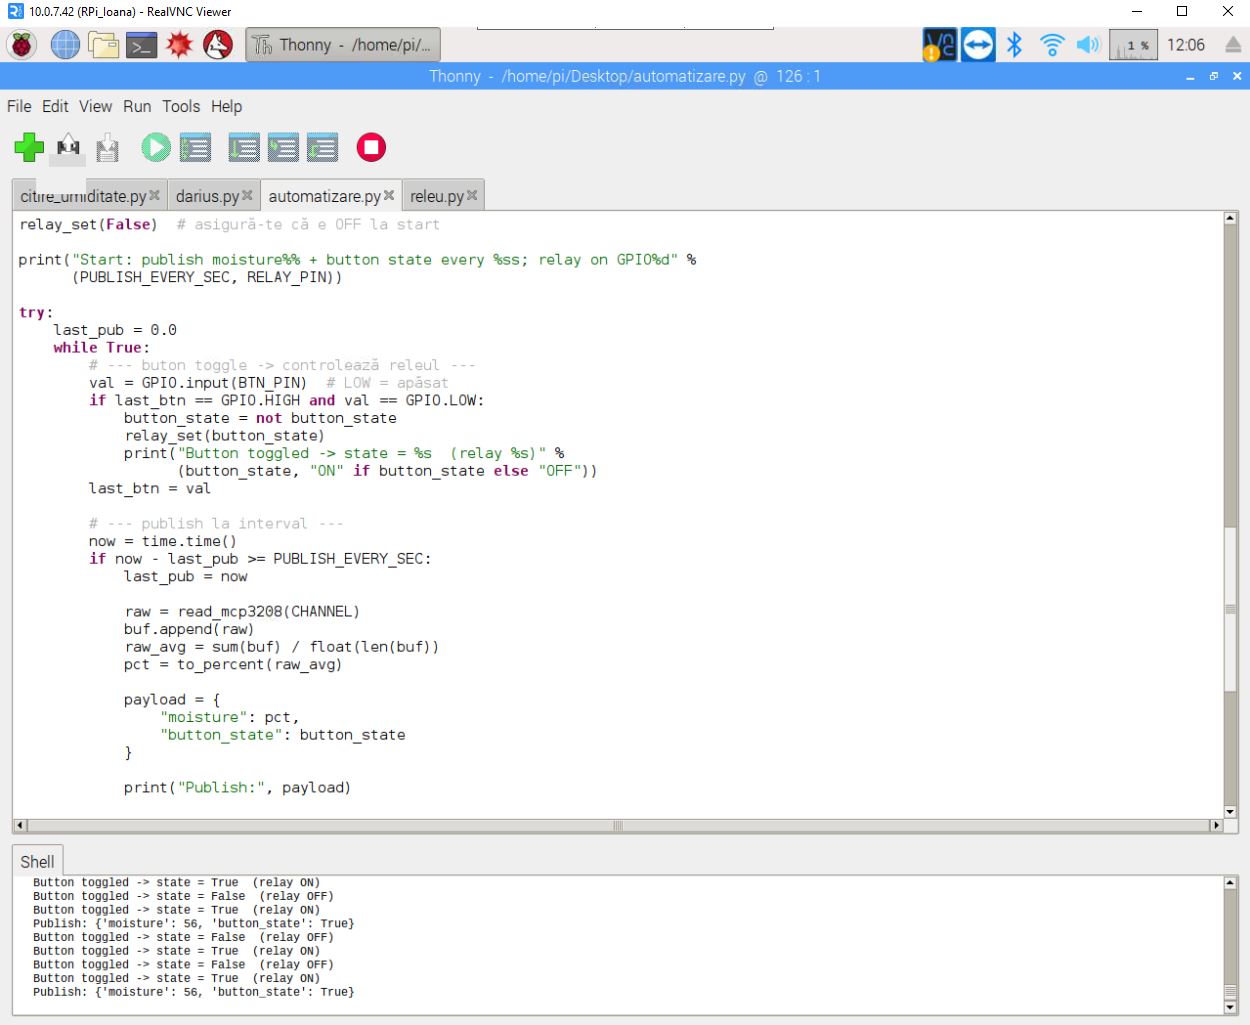 10.0.7.42 (RPi_Ioana) - RealVNC Viewer
Thonny - /home/pi/...
1 %
12:06
Thonny - /home/pi/Desktop/automatizare.py @ 126 : 1
File Edit View Run Tools Help
citire_umiditate.py darius.py automatizare.py releu.py
relay_set(False)  # asigură-te că e OFF la start
print("Start: publish moisture%% + button state every %ss; relay on GPIO%d" %
      (PUBLISH_EVERY_SEC, RELAY_PIN))
try:
    last_pub = 0.0
    while True:
        # --- buton toggle -> controlează releul ---
        val = GPIO.input(BTN_PIN)  # LOW = apăsat
        if last_btn == GPIO.HIGH and val == GPIO.LOW:
            button_state = not button_state
            relay_set(button_state)
            print("Button toggled -> state = %s  (relay %s)" %
                  (button_state, "ON" if button_state else "OFF"))
        last_btn = val
        # --- publish la interval ---
        now = time.time()
        if now - last_pub >= PUBLISH_EVERY_SEC:
            last_pub = now
            raw = read_mcp3208(CHANNEL)
            buf.append(raw)
            raw_avg = sum(buf) / float(len(buf))
            pct = to_percent(raw_avg)
            payload = {
                "moisture": pct,
                "button_state": button_state
            }
            print("Publish:", payload)
Shell
Button toggled -> state = True  (relay ON)
Button toggled -> state = False  (relay OFF)
Button toggled -> state = True  (relay ON)
Publish: {'moisture': 56, 'button_state': True}
Button toggled -> state = False  (relay OFF)
Button toggled -> state = True  (relay ON)
Button toggled -> state = False  (relay OFF)
Button toggled -> state = True  (relay ON)
Publish: {'moisture': 56, 'button_state': True}